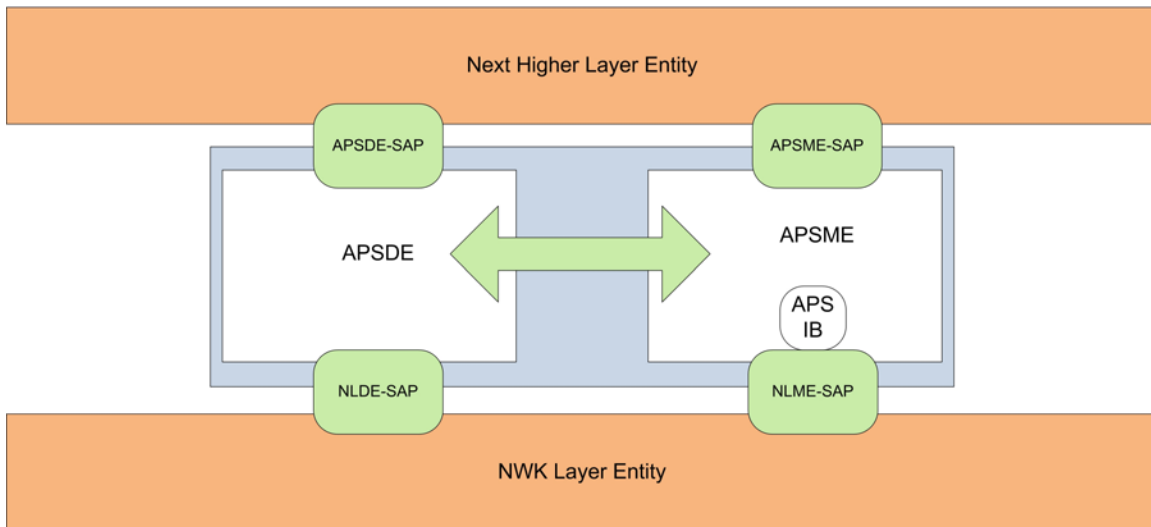 Next Higher Layer Entity
APSDE-SAP
APSME-SAP
APSDE
APSME
APS
IB
NLDE-SAP
NLME-SAP
NWK Layer Entity